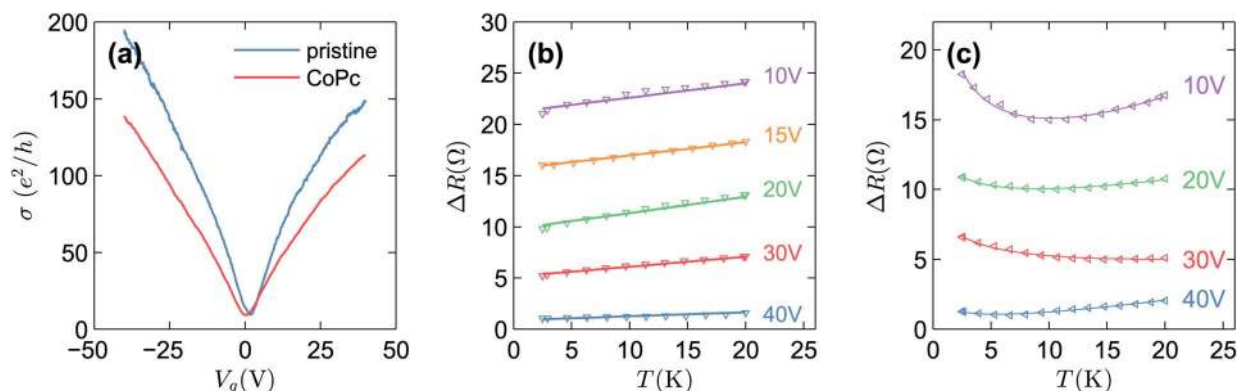 (a)
pristine
CoPc
200
150
100
50
0
−50
−25
0
25
50
σ (e²/h)
V_g(V)
(b)
30
25
20
15
10
5
0
0
5
10
15
20
25
ΔR(Ω)
T(K)
10V
15V
20V
30V
40V
(c)
20
15
10
5
0
0
5
10
15
20
25
ΔR(Ω)
T(K)
10V
20V
30V
40V